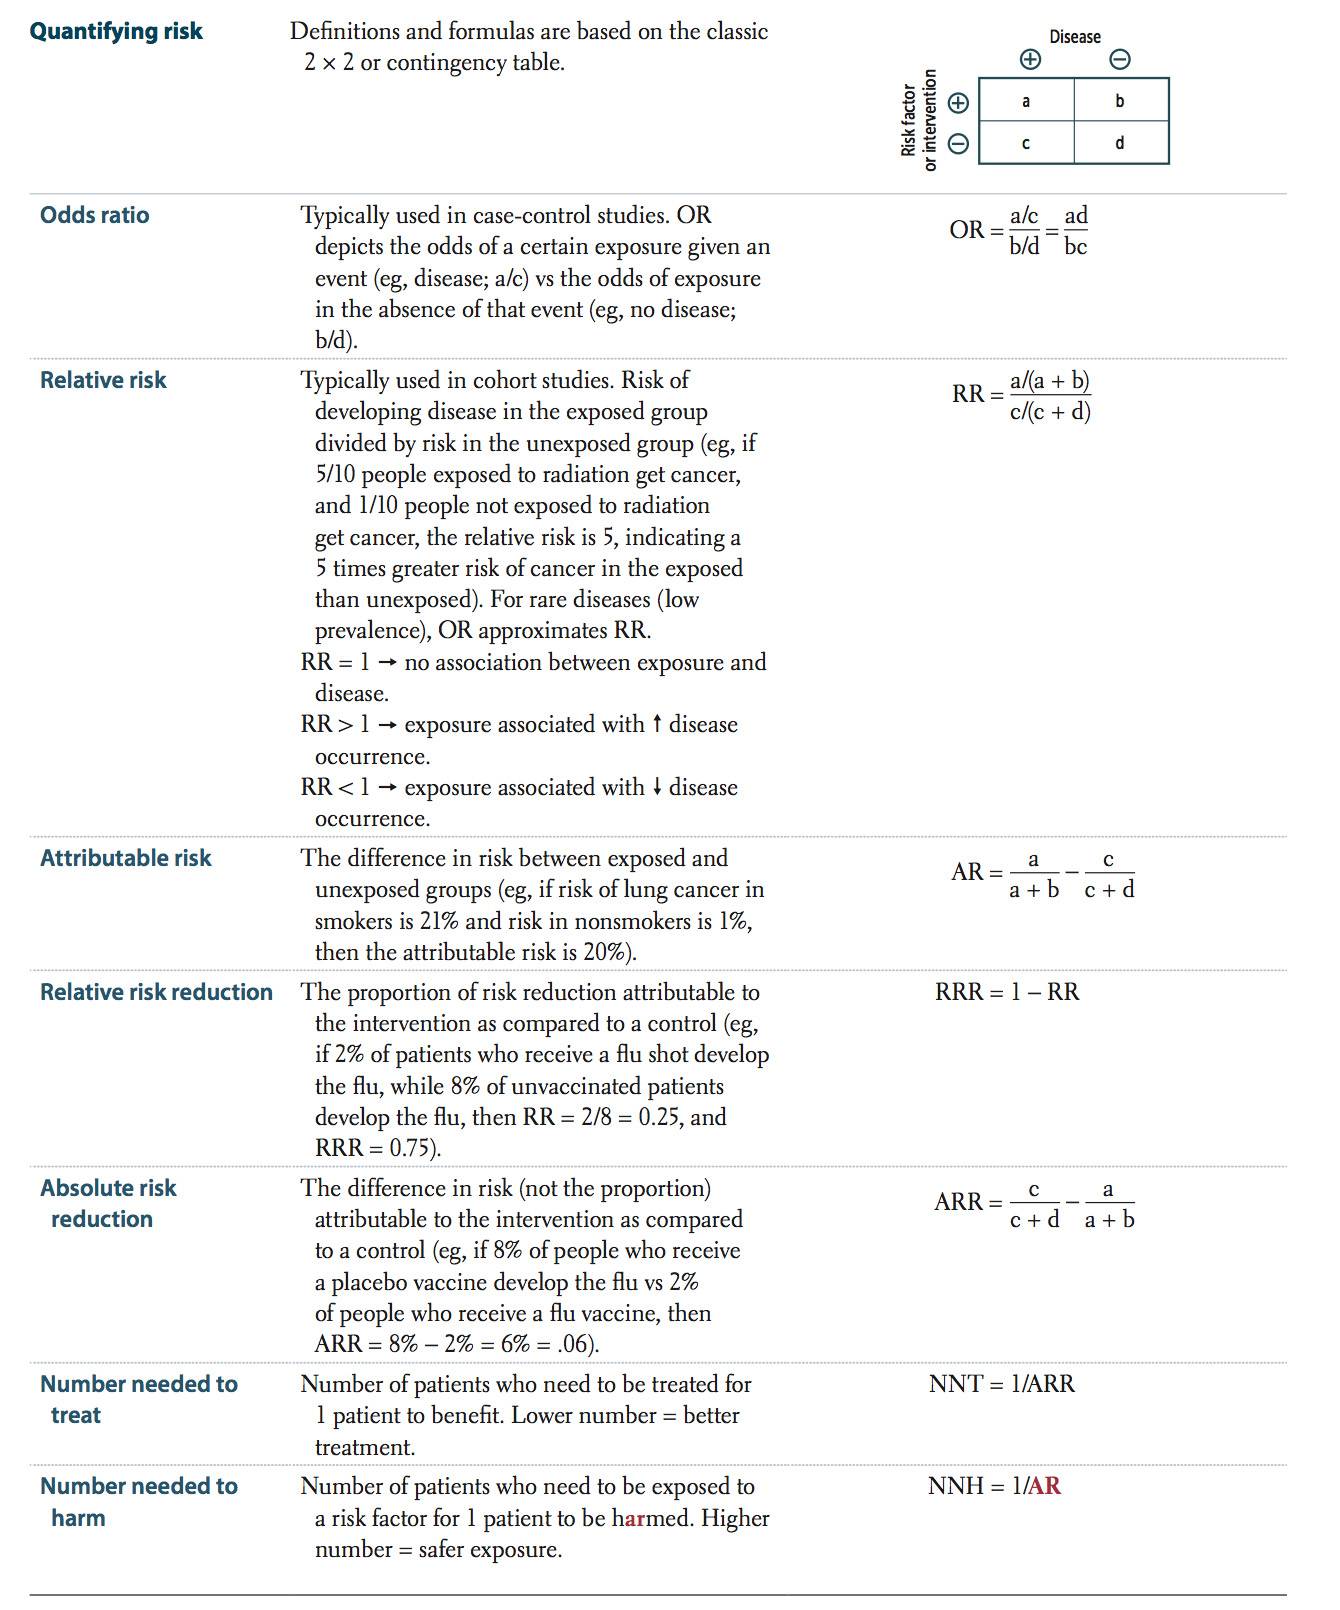 Quantifying risk
Definitions and formulas are based on the classic
2 × 2 or contingency table.
Disease
⊕ ⊖
Risk factor
or intervention
⊕ a b
⊖ c d
Odds ratio
Typically used in case-control studies. OR
depicts the odds of a certain exposure given an
event (eg, disease; a/c) vs the odds of exposure
in the absence of that event (eg, no disease;
b/d).
OR = a/c / b/d = ad / bc
Relative risk
Typically used in cohort studies. Risk of
developing disease in the exposed group
divided by risk in the unexposed group (eg, if
5/10 people exposed to radiation get cancer,
and 1/10 people not exposed to radiation
get cancer, the relative risk is 5, indicating a
5 times greater risk of cancer in the exposed
than unexposed). For rare diseases (low
prevalence), OR approximates RR.
RR = 1 → no association between exposure and
disease.
RR > 1 → exposure associated with ↑ disease
occurrence.
RR < 1 → exposure associated with ↓ disease
occurrence.
RR = a/(a + b) / c/(c + d)
Attributable risk
The difference in risk between exposed and
unexposed groups (eg, if risk of lung cancer in
smokers is 21% and risk in nonsmokers is 1%,
then the attributable risk is 20%).
AR = a / a + b − c / c + d
Relative risk reduction
The proportion of risk reduction attributable to
the intervention as compared to a control (eg,
if 2% of patients who receive a flu shot develop
the flu, while 8% of unvaccinated patients
develop the flu, then RR = 2/8 = 0.25, and
RRR = 0.75).
RRR = 1 − RR
Absolute risk
reduction
The difference in risk (not the proportion)
attributable to the intervention as compared
to a control (eg, if 8% of people who receive
a placebo vaccine develop the flu vs 2%
of people who receive a flu vaccine, then
ARR = 8% – 2% = 6% = .06).
ARR = c / c + d − a / a + b
Number needed to
treat
Number of patients who need to be treated for
1 patient to benefit. Lower number = better
treatment.
NNT = 1/ARR
Number needed to
harm
Number of patients who need to be exposed to
a risk factor for 1 patient to be harmed. Higher
number = safer exposure.
NNH = 1/AR